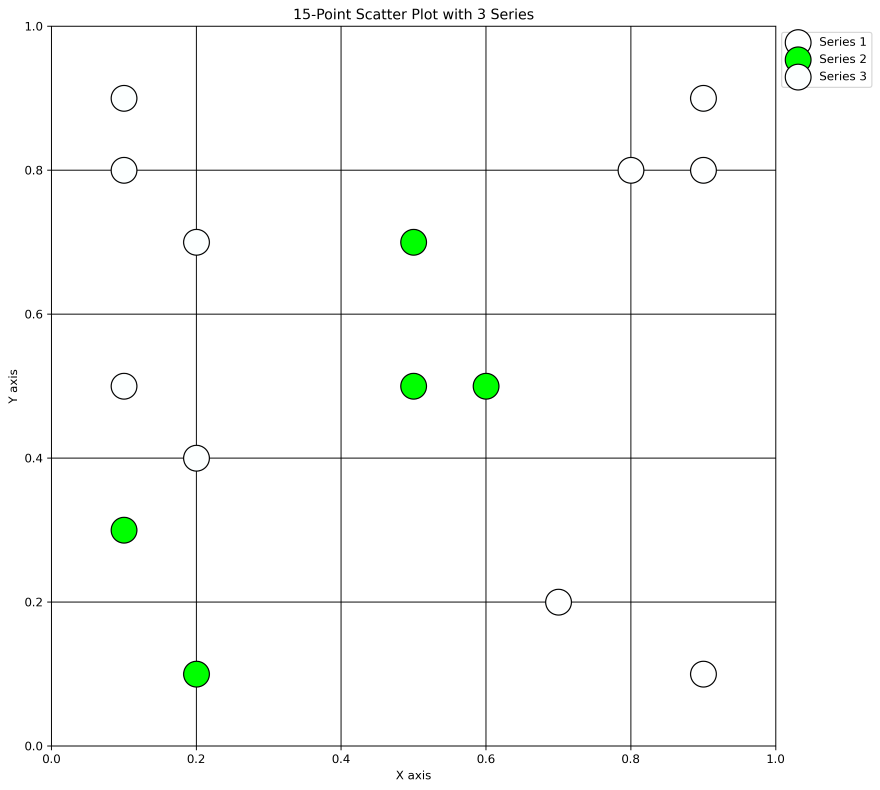 15-Point Scatter Plot with 3 Series
1.0
0.8
0.6
0.4
0.2
0.0
Y axis
0.0 0.2 0.4 0.6 0.8 1.0
X axis
Series 1
Series 2
Series 3